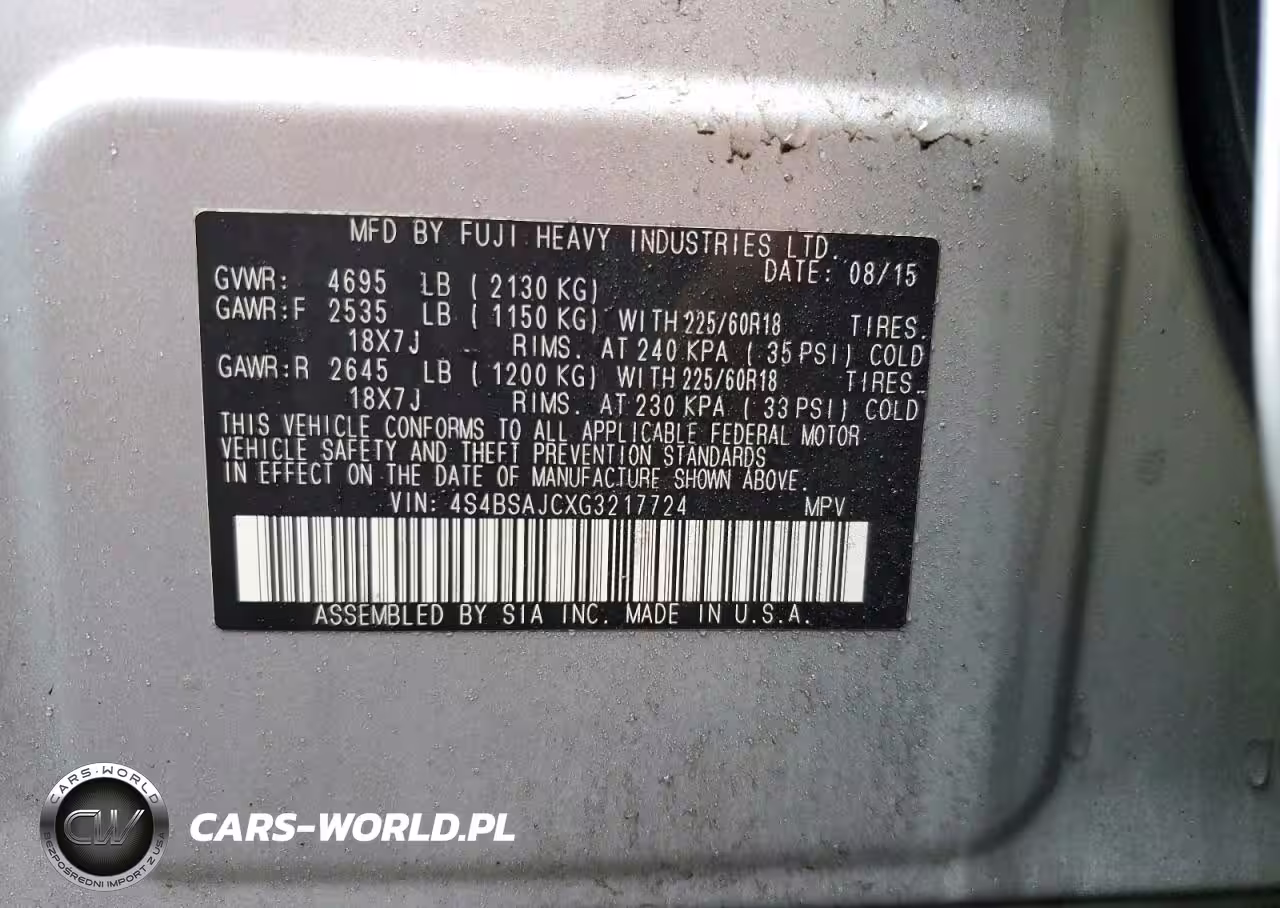 MFD BY FUJI HEAVY INDUSTRIES LTD.
DATE: 08/15
GVWR: 4695 LB ( 2130 KG)
GAWR:F 2535 LB ( 1150 KG) WITH 225/60R18 TIRES.
18X7J RIMS. AT 240 KPA ( 35 PSI) COLD
GAWR:R 2645 LB ( 1200 KG) WITH 225/60R18 TIRES.
18X7J RIMS. AT 230 KPA ( 33 PSI) COLD
THIS VEHICLE CONFORMS TO ALL APPLICABLE FEDERAL MOTOR
VEHICLE SAFETY AND THEFT PREVENTION STANDARDS
IN EFFECT ON THE DATE OF MANUFACTURE SHOWN ABOVE.
VIN: 4S4BSAJCXG3217724 MPV
ASSEMBLED BY SIA INC. MADE IN U.S.A.
CARS-WORLD
CW
BEZPOŚREDNI IMPORT Z USA
CARS-WORLD.PL